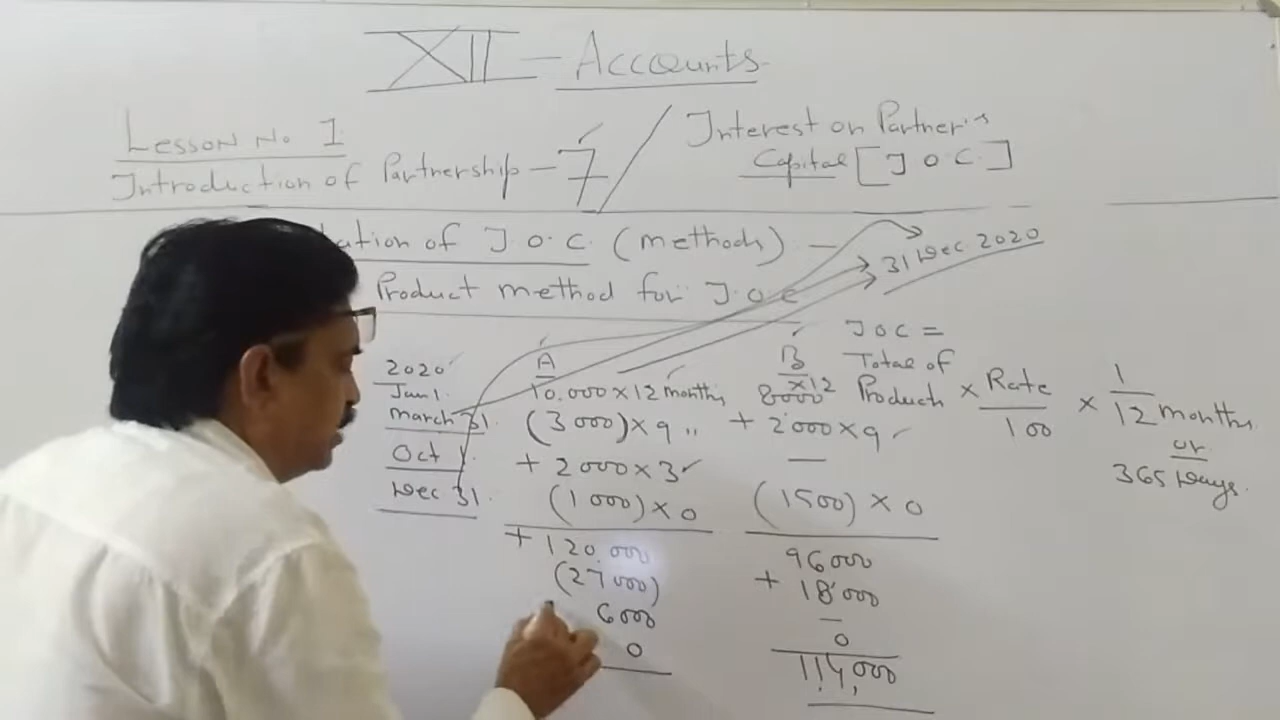 XII - Accounts
Lesson No 1
Introduction of Partnership - 7 / Interest on Partner's
Capital [I O C.]
of I.O.C. (methods) -
31 Dec 2020
Product method for I.O.C
2020 A B
Jan 1. 10,000 × 12 months 8000 × 12
March 31. (3000) × 9 ,, + 2000 × 9
Oct 1 + 2000 × 3 -
Dec 31. (1000) × 0 (1500) × 0
+ 120,000 96000
(27000) + 18000
6000 -
0 0
114,000
IOC =
Total of
Product × Rate / 100 × 1 / 12 months
or
365 Days.